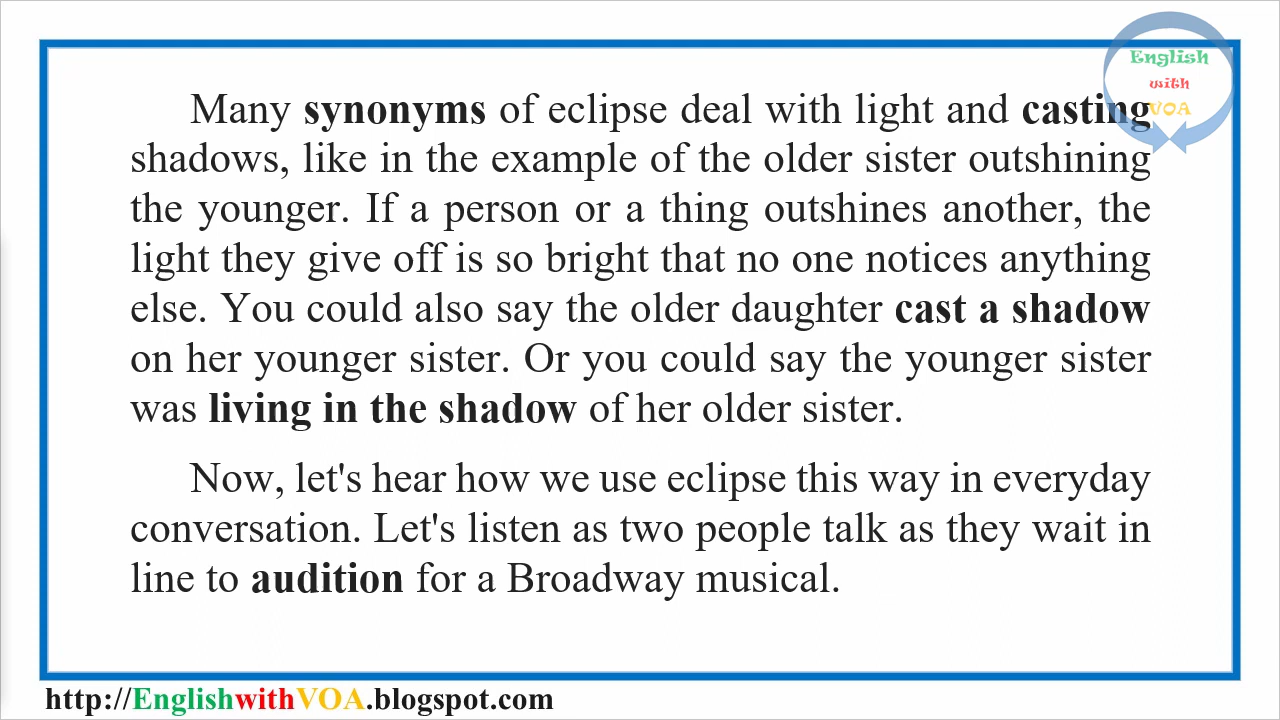 English
with
VOA
Many synonyms of eclipse deal with light and casting
shadows, like in the example of the older sister outshining
the younger. If a person or a thing outshines another, the
light they give off is so bright that no one notices anything
else. You could also say the older daughter cast a shadow
on her younger sister. Or you could say the younger sister
was living in the shadow of her older sister.
Now, let's hear how we use eclipse this way in everyday
conversation. Let's listen as two people talk as they wait in
line to audition for a Broadway musical.
http://EnglishwithVOA.blogspot.com